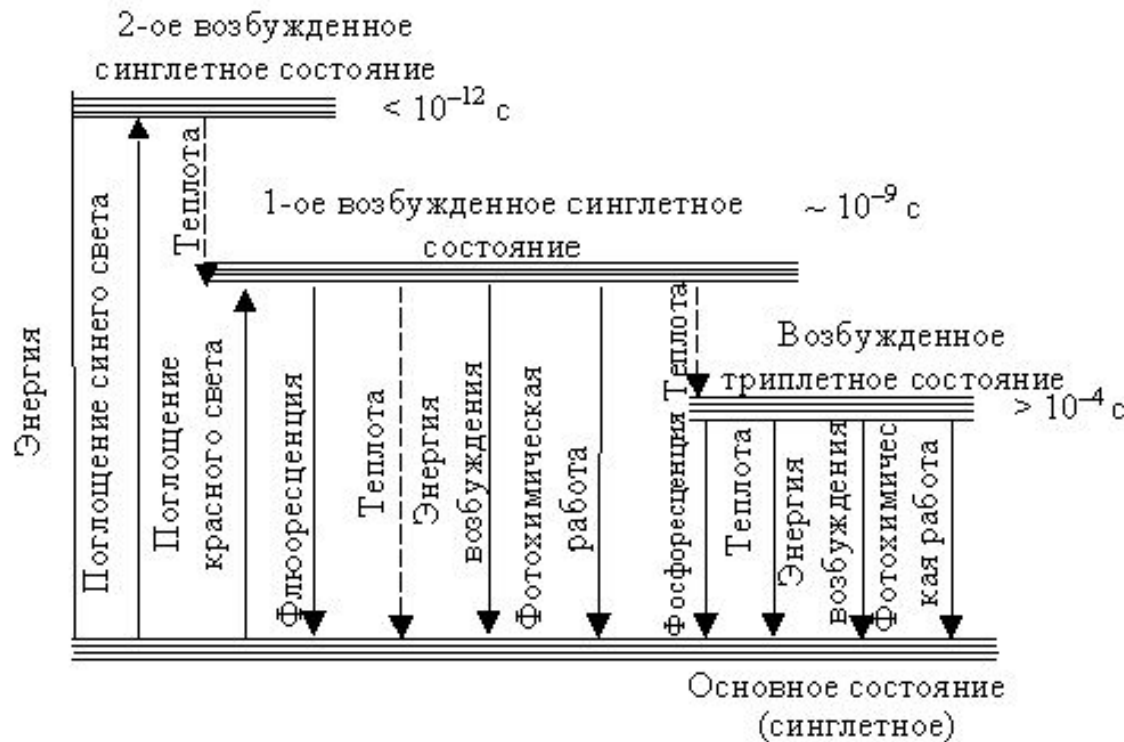 2-ое возбужденное
синглетное состояние
< 10⁻¹² с
Теплота
1-ое возбужденное синглетное
состояние
~ 10⁻⁹ с
Энергия
Поглощение синего света
Поглощение
красного света
Флюоресценция
Теплота
Энергия
возбуждения
Фотохимическая
работа
Теплота
Возбужденное
триплетное состояние
> 10⁻⁴ с
Фосфоресценция
Теплота
Энергия
возбуждения
Фотохимичес
кая работа
Основное состояние
(синглетное)